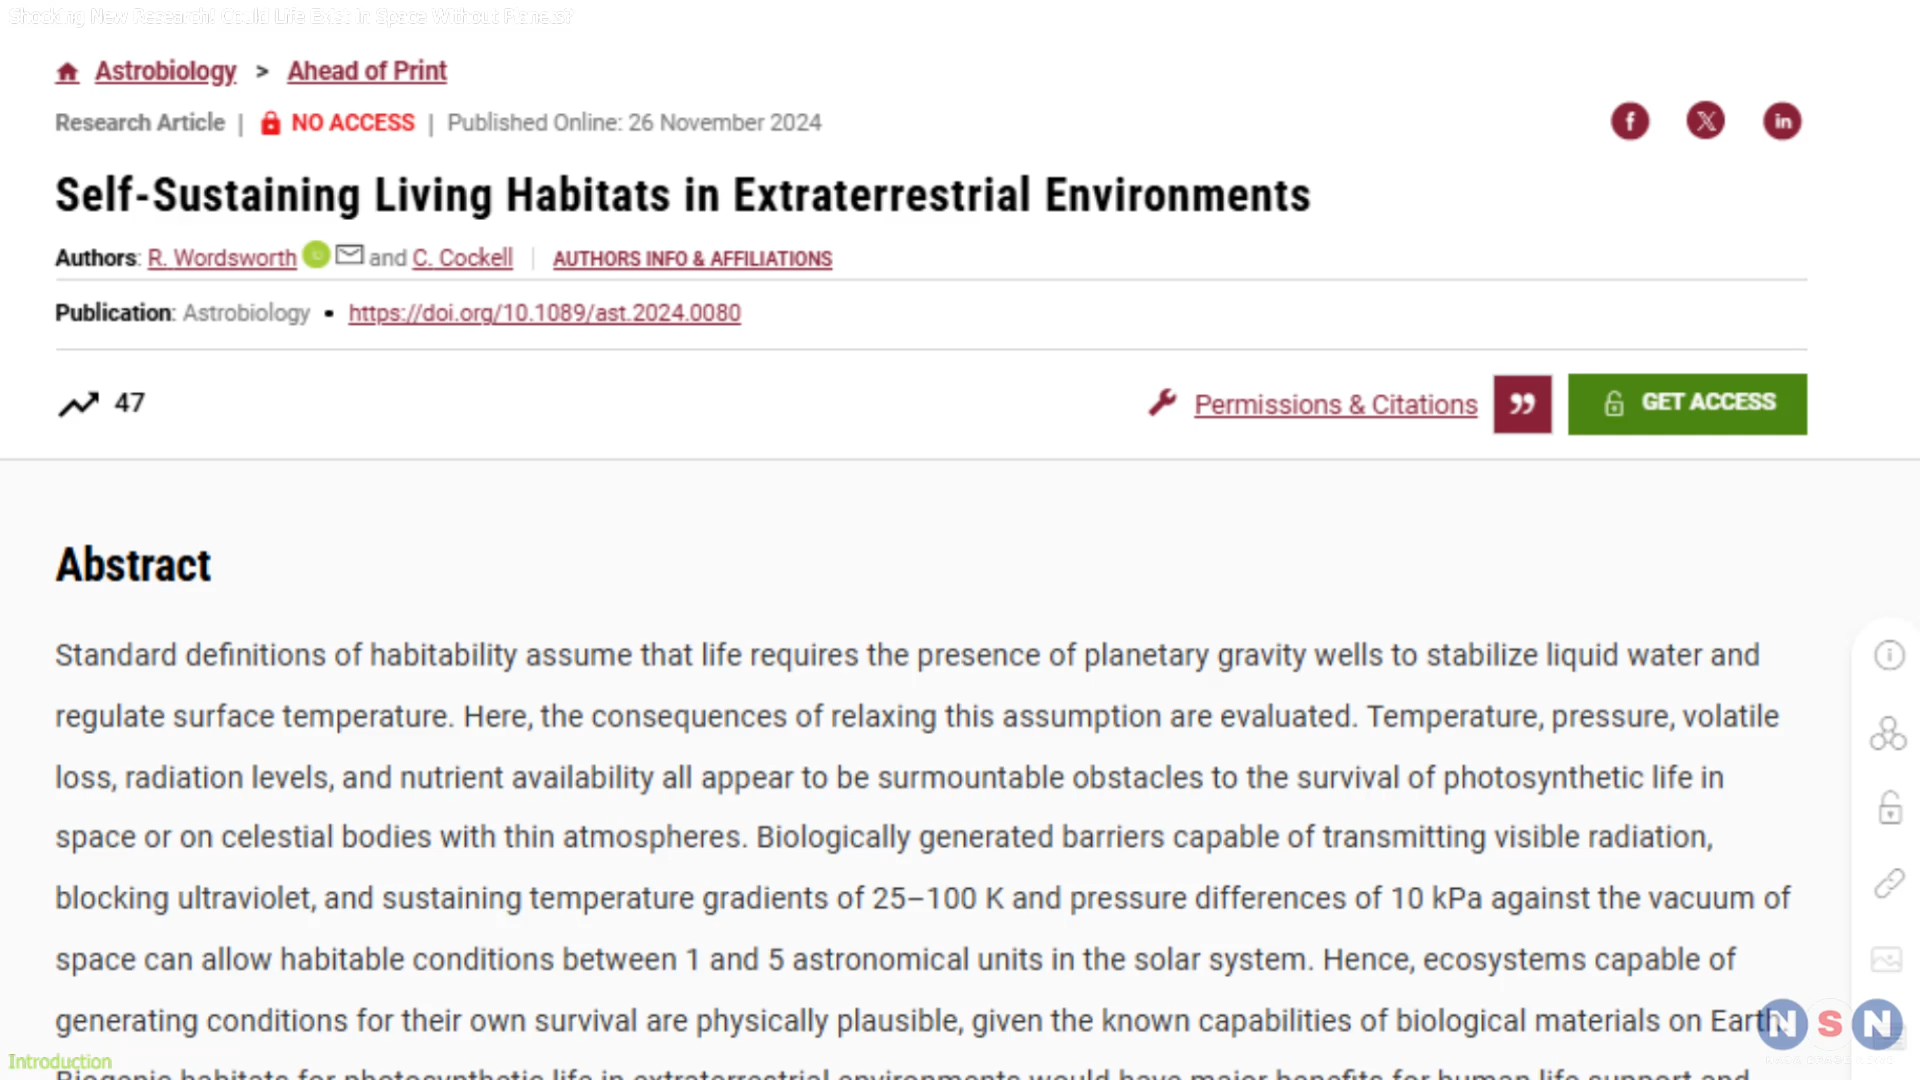 Shocking New Research! Could Life Exist in Space Without Planets?
Astrobiology > Ahead of Print
Research Article | NO ACCESS | Published Online: 26 November 2024
Self-Sustaining Living Habitats in Extraterrestrial Environments
Authors: R. Wordsworth and C. Cockell | AUTHORS INFO & AFFILIATIONS
Publication: Astrobiology • https://doi.org/10.1089/ast.2024.0080
47
Permissions & Citations
GET ACCESS
Abstract
Standard definitions of habitability assume that life requires the presence of planetary gravity wells to stabilize liquid water and
regulate surface temperature. Here, the consequences of relaxing this assumption are evaluated. Temperature, pressure, volatile
loss, radiation levels, and nutrient availability all appear to be surmountable obstacles to the survival of photosynthetic life in
space or on celestial bodies with thin atmospheres. Biologically generated barriers capable of transmitting visible radiation,
blocking ultraviolet, and sustaining temperature gradients of 25–100 K and pressure differences of 10 kPa against the vacuum of
space can allow habitable conditions between 1 and 5 astronomical units in the solar system. Hence, ecosystems capable of
generating conditions for their own survival are physically plausible, given the known capabilities of biological materials on Earth.
NSN
Introduction
Biogenic habitats for photosynthetic life in extraterrestrial environments would have major benefits for human life support and